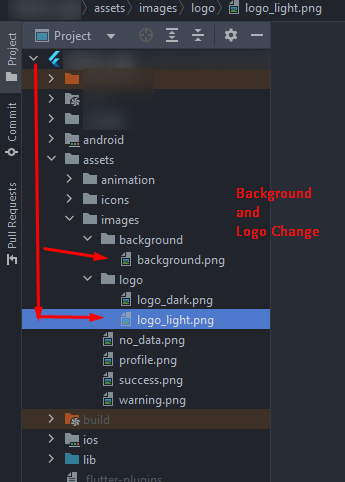 assets > images > logo > logo_light.png
Project
Project
Commit
Pull Requests
android
assets
animation
icons
images
background
background.png
logo
logo_dark.png
logo_light.png
no_data.png
profile.png
success.png
warning.png
build
ios
lib
.flutter-plugins
Background
and
Logo Change